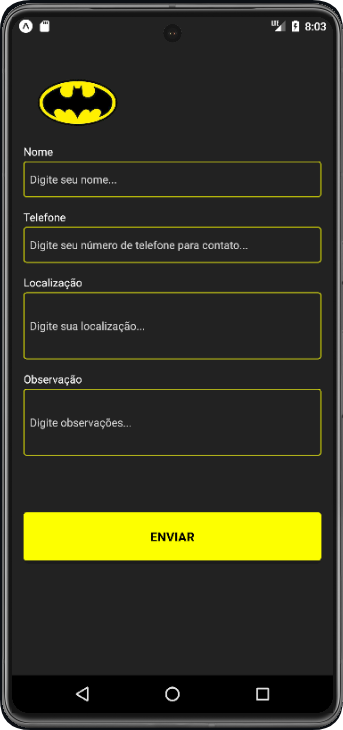 LTE 8:03
Nome
Digite seu nome...
Telefone
Digite seu número de telefone para contato...
Localização
Digite sua localização...
Observação
Digite observações...
ENVIAR